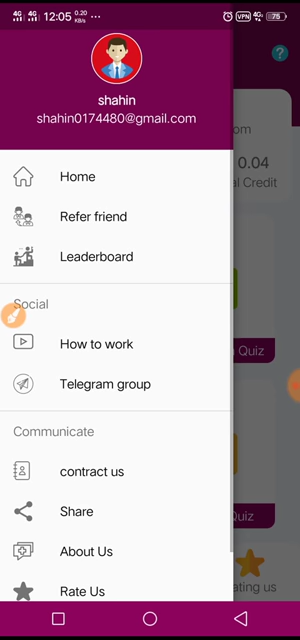 4G 4G 12:05 0.20 KB/s ... VPN 4G 75
shahin
shahin0174480@gmail.com
om
Home
0.04
al Credit
Refer friend
Leaderboard
Social
How to work
Quiz
Telegram group
Communicate
contract us
Share
Quiz
About Us
Rate Us
ating us